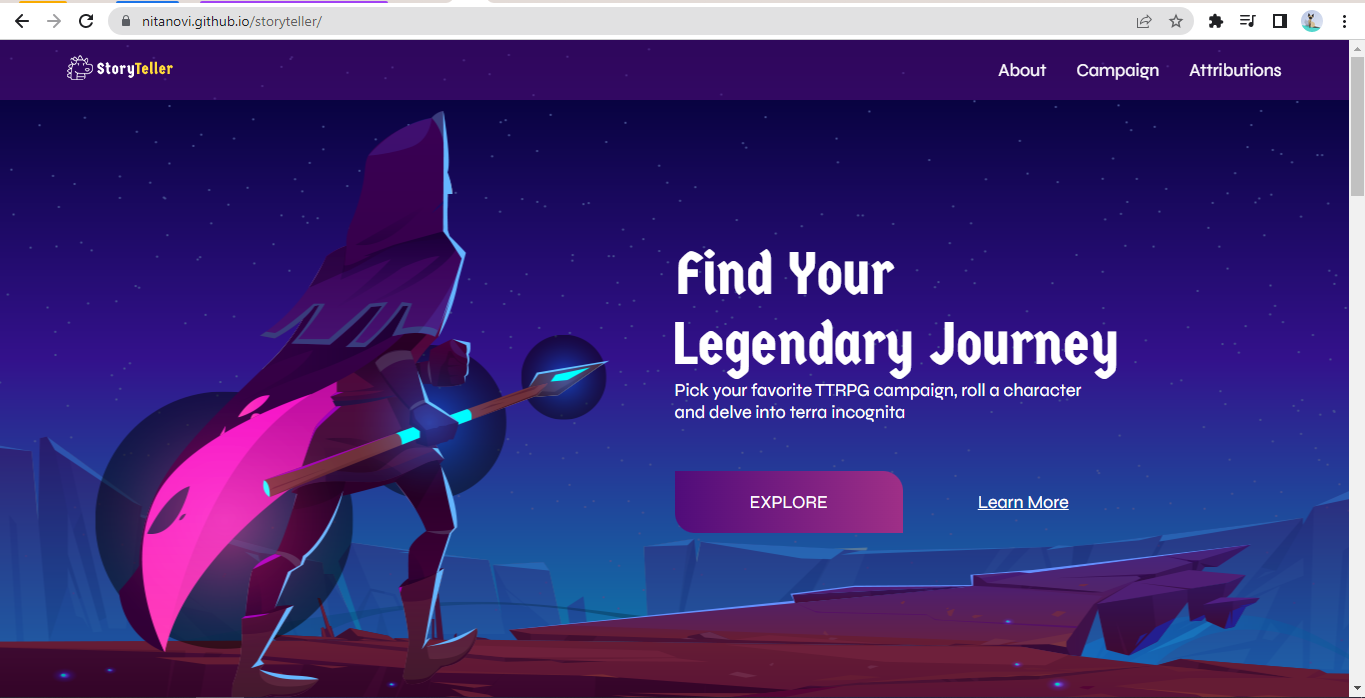 nitanovi.github.io/storyteller/
StoryTeller
About Campaign Attributions
Find Your
Legendary Journey
Pick your favorite TTRPG campaign, roll a character
and delve into terra incognita
EXPLORE Learn More